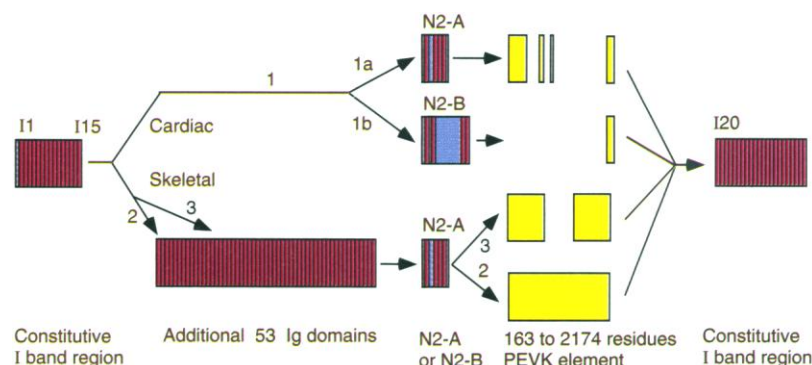 N2-A
1a
1
N2-B
1b
I1 I15
Cardiac
I20
Skeletal
2 3
N2-A
3
2
Constitutive
I band region
Additional 53 Ig domains
N2-A
or N2-B
163 to 2174 residues
PEVK element
Constitutive
I band region